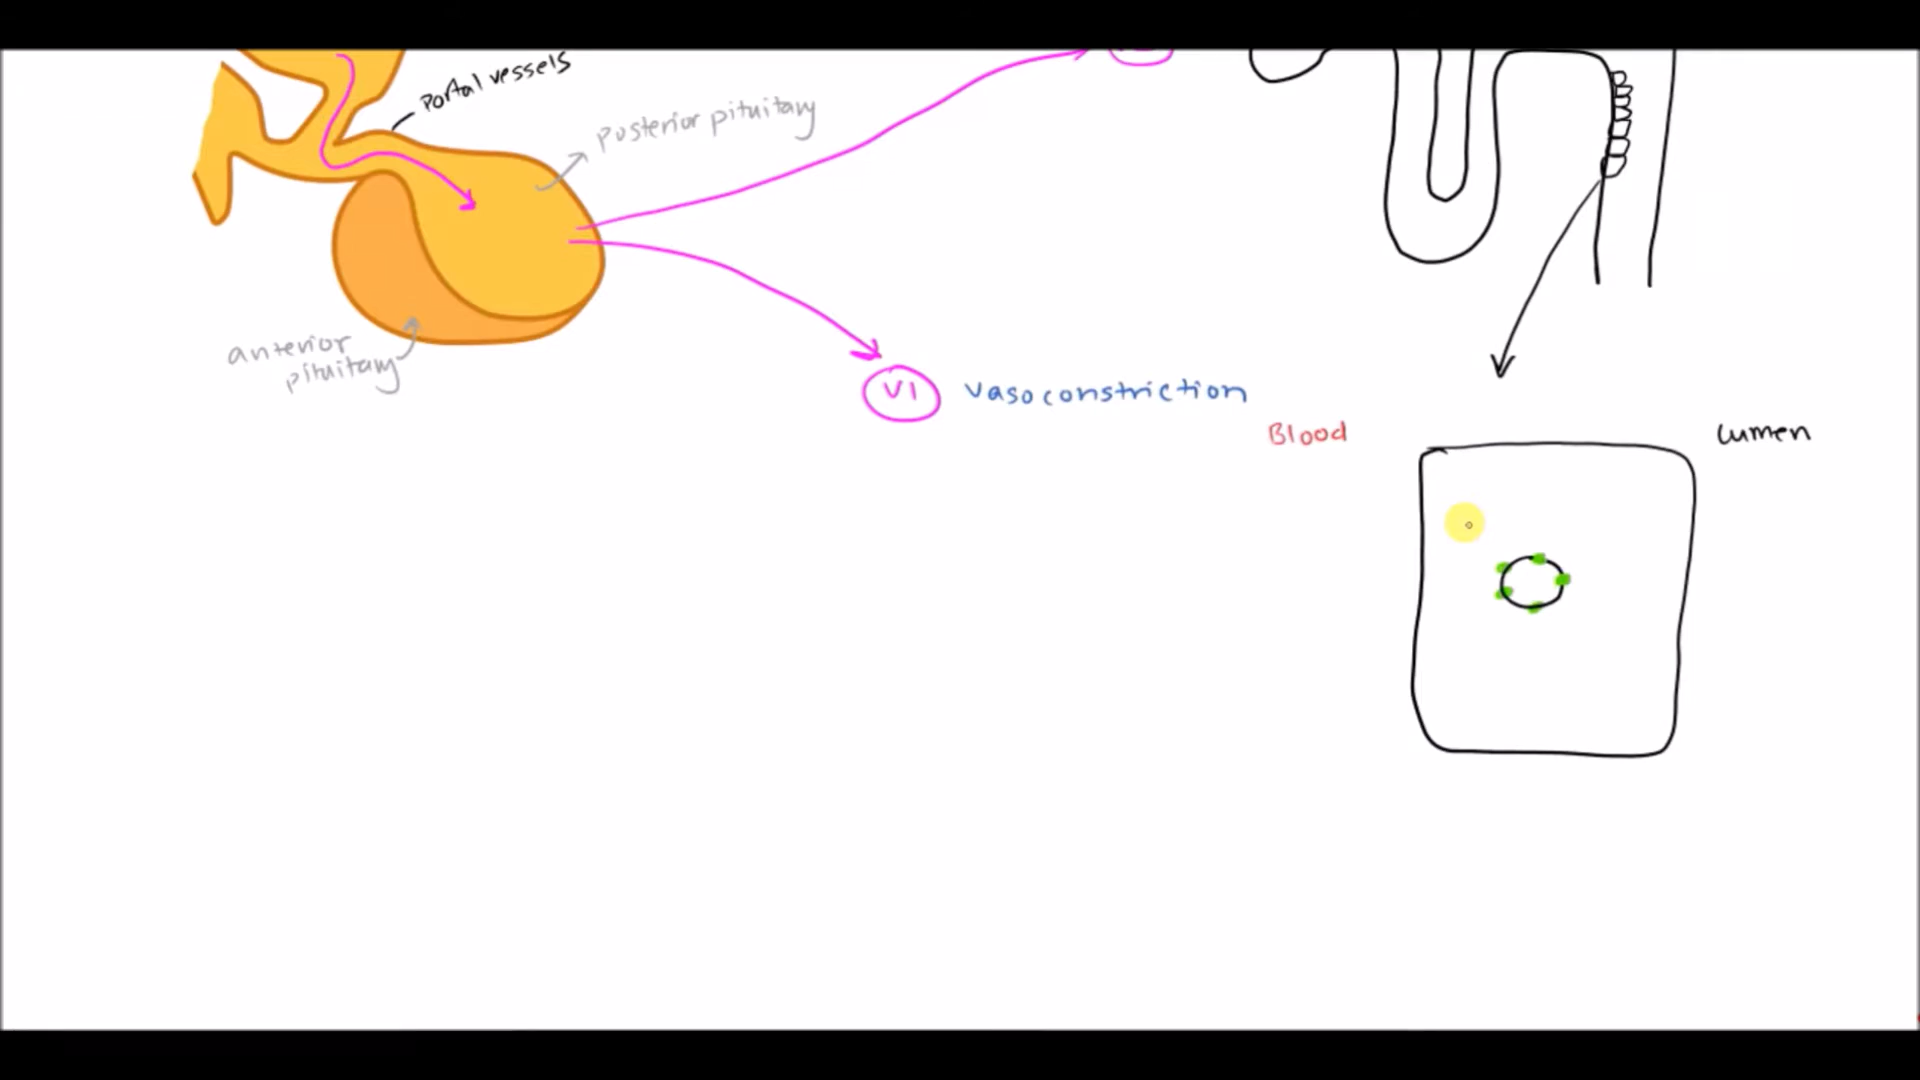 portal vessels
posterior pituitary
anterior
pituitary
V1 vasoconstriction
Blood
Lumen